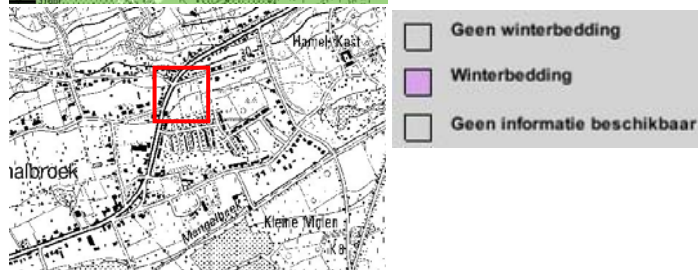 Hamel Kast
albroek
Mangelbeek
Kleine Molen
Geen winterbedding
Winterbedding
Geen informatie beschikbaar